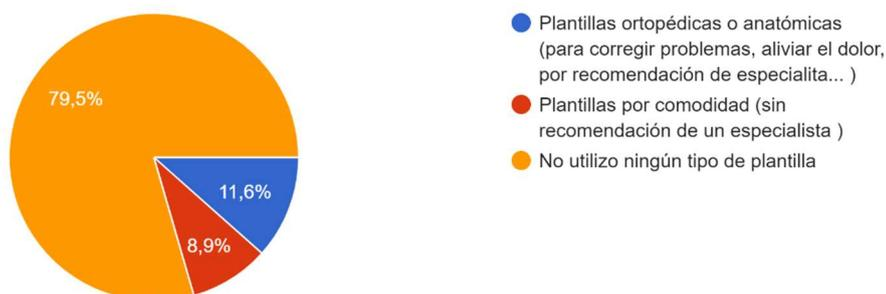 79,5%
11,6%
8,9%
Plantillas ortopédicas o anatómicas
(para corregir problemas, aliviar el dolor,
por recomendación de especialita... )
Plantillas por comodidad (sin
recomendación de un especialista )
No utilizo ningún tipo de plantilla